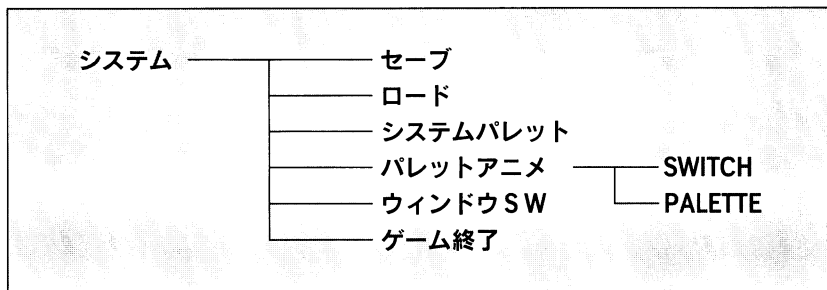 システム セーブ
ロード
システムパレット
パレットアニメ SWITCH
ウィンドウＳＷ PALETTE
ゲーム終了